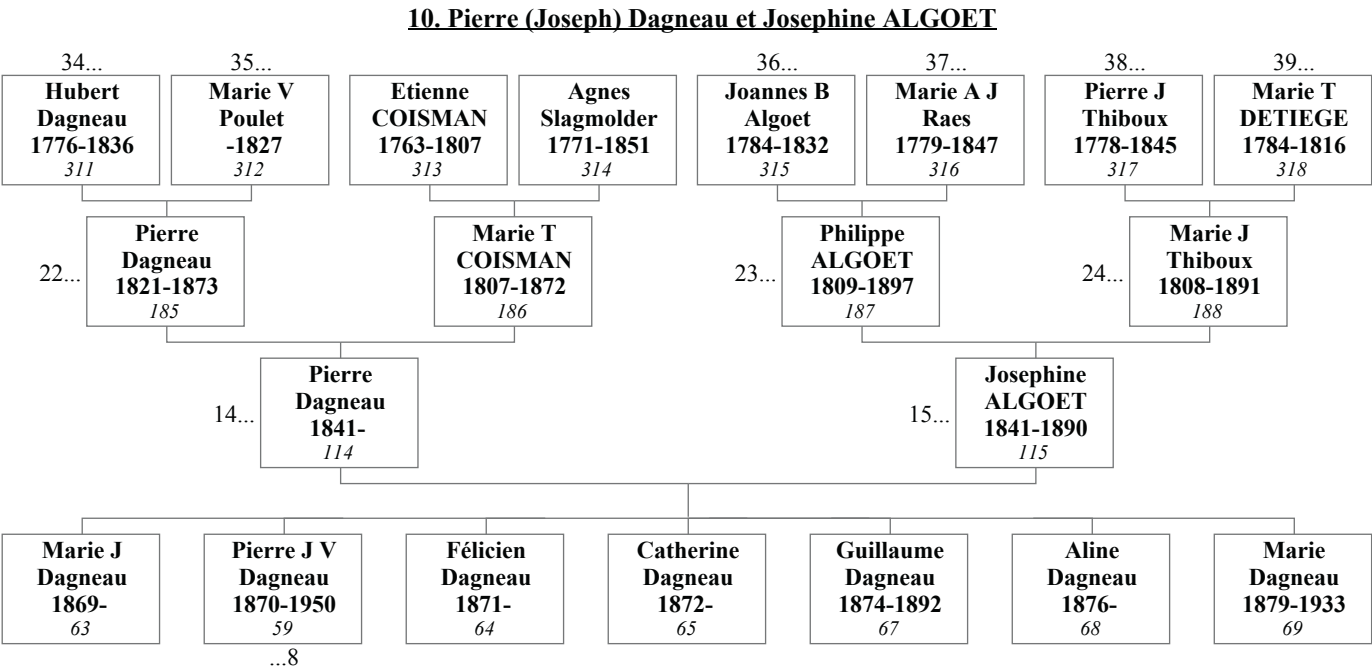 10. Pierre (Joseph) Dagneau et Josephine ALGOET
34...
Hubert
Dagneau
1776-1836
311
35...
Marie V
Poulet
-1827
312
Etienne
COISMAN
1763-1807
313
Agnes
Slagmolder
1771-1851
314
36...
Joannes B
Algoet
1784-1832
315
37...
Marie A J
Raes
1779-1847
316
38...
Pierre J
Thiboux
1778-1845
317
39...
Marie T
DETIEGE
1784-1816
318
22...
Pierre
Dagneau
1821-1873
185
Marie T
COISMAN
1807-1872
186
23...
Philippe
ALGOET
1809-1897
187
24...
Marie J
Thiboux
1808-1891
188
14...
Pierre
Dagneau
1841-
114
15...
Josephine
ALGOET
1841-1890
115
Marie J
Dagneau
1869-
63
Pierre J V
Dagneau
1870-1950
59
...8
Félicien
Dagneau
1871-
64
Catherine
Dagneau
1872-
65
Guillaume
Dagneau
1874-1892
67
Aline
Dagneau
1876-
68
Marie
Dagneau
1879-1933
69